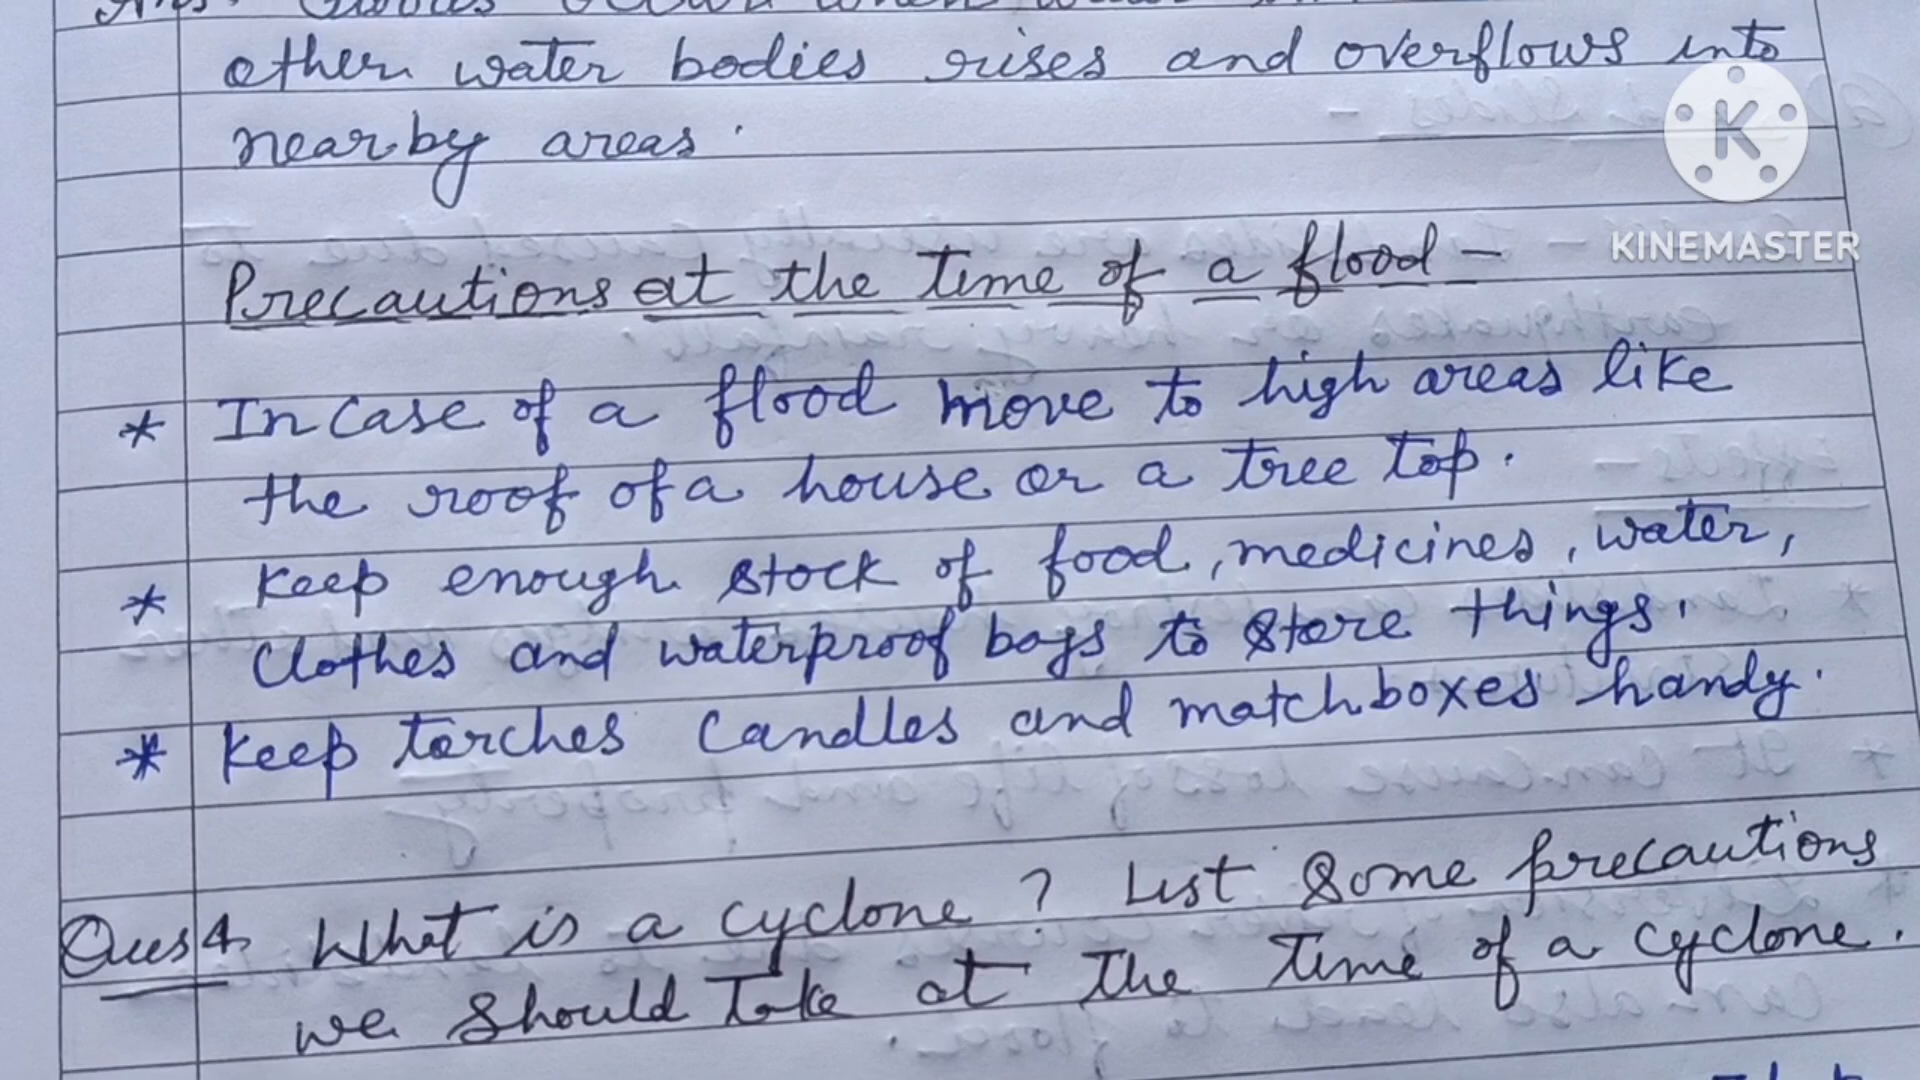 other water bodies rises and overflows into
nearby areas.
KINEMASTER
Precautions at the time of a flood -
* In case of a flood move to high areas like
the roof of a house or a tree top.
* Keep enough stock of food, medicines, water,
Clothes and waterproof bags to store things.
* Keep torches Candles and matchboxes handy.
Ques 4. What is a cyclone? List Some precautions
we should Take at the time of a cyclone.